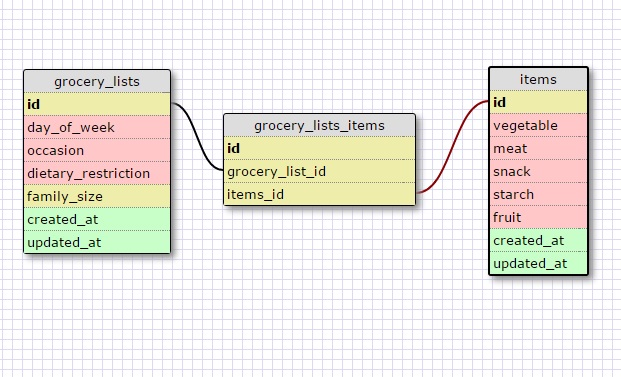 grocery_lists
id
day_of_week
occasion
dietary_restriction
family_size
created_at
updated_at
grocery_lists_items
id
grocery_list_id
items_id
items
id
vegetable
meat
snack
starch
fruit
created_at
updated_at